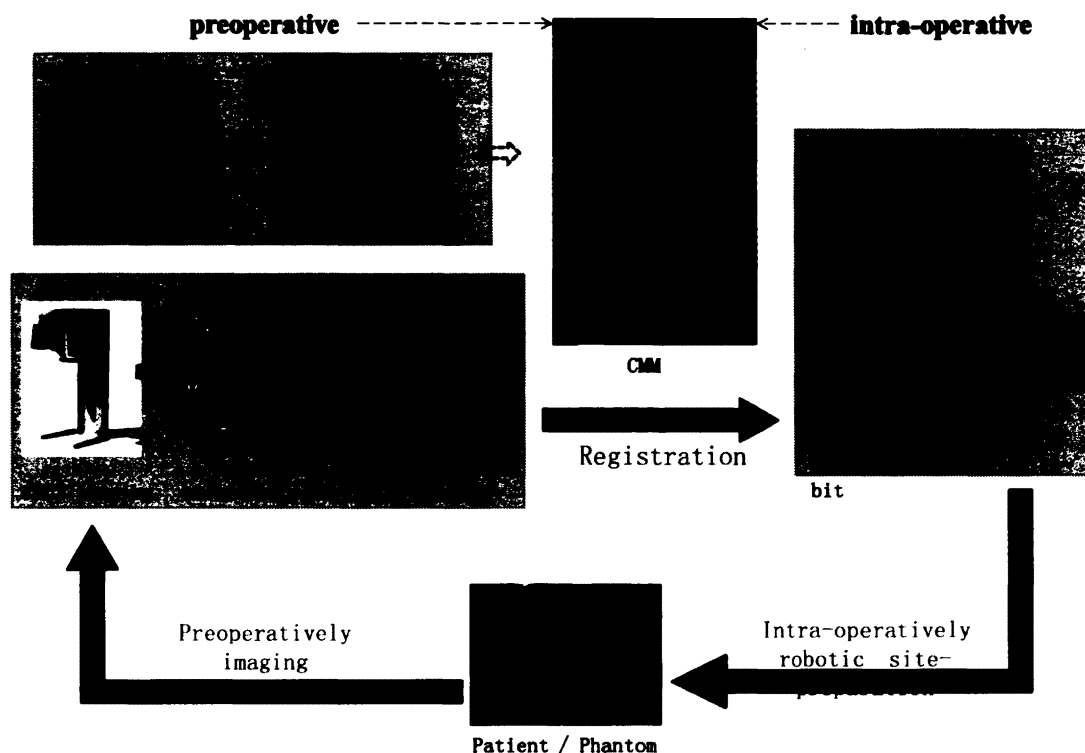 preoperative
intra-operative
CMM
Registration
bit
Preoperatively
imaging
Intra-operatively
robotic site-
Patient / Phantom